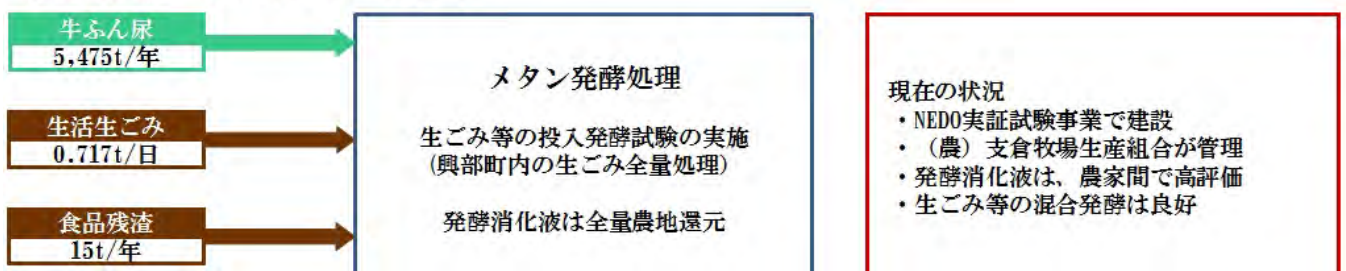 牛ふん尿
5,475t/年
生活生ごみ
0.717t/日
食品残渣
15t/年
メタン発酵処理
生ごみ等の投入発酵試験の実施
(興部町内の生ごみ全量処理)
発酵消化液は全量農地還元
現在の状況
・NEDO実証試験事業で建設
・（農）支倉牧場生産組合が管理
・発酵消化液は、農家間で高評価
・生ごみ等の混合発酵は良好